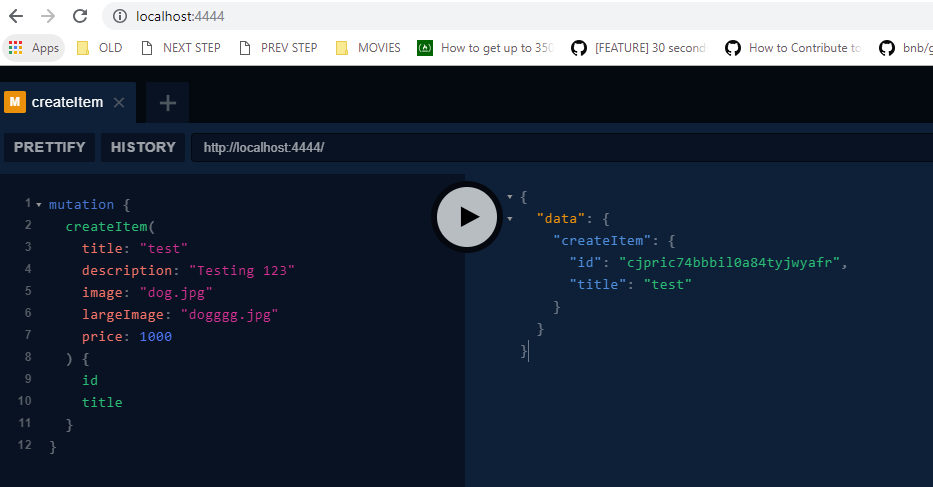 localhost:4444
Apps OLD NEXT STEP PREV STEP MOVIES How to get up to 350 [FEATURE] 30 second How to Contribute to bnb/g
M createItem × +
PRETTIFY HISTORY http://localhost:4444/
1 mutation {
2 createItem(
3 title: "test"
4 description: "Testing 123"
5 image: "dog.jpg"
6 largeImage: "dogggg.jpg"
7 price: 1000
8 ) {
9 id
10 title
11 }
12 }
{
"data": {
"createItem": {
"id": "cjpric74bbbil0a84tyjwyafr",
"title": "test"
}
}
}